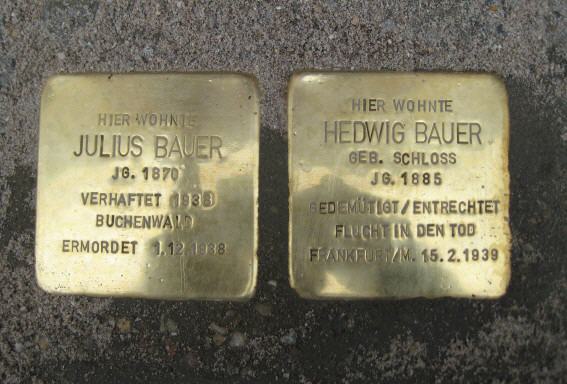 HIER WOHNTE
JULIUS BAUER
JG. 1870
VERHAFTET 1938
BUCHENWALD
ERMORDET 1.12.1938
HIER WOHNTE
HEDWIG BAUER
GEB. SCHLOSS
JG. 1885
GEDEMÜTIGT/ENTRECHTET
FLUCHT IN DEN TOD
FRANKFURT/M. 15.2.1939